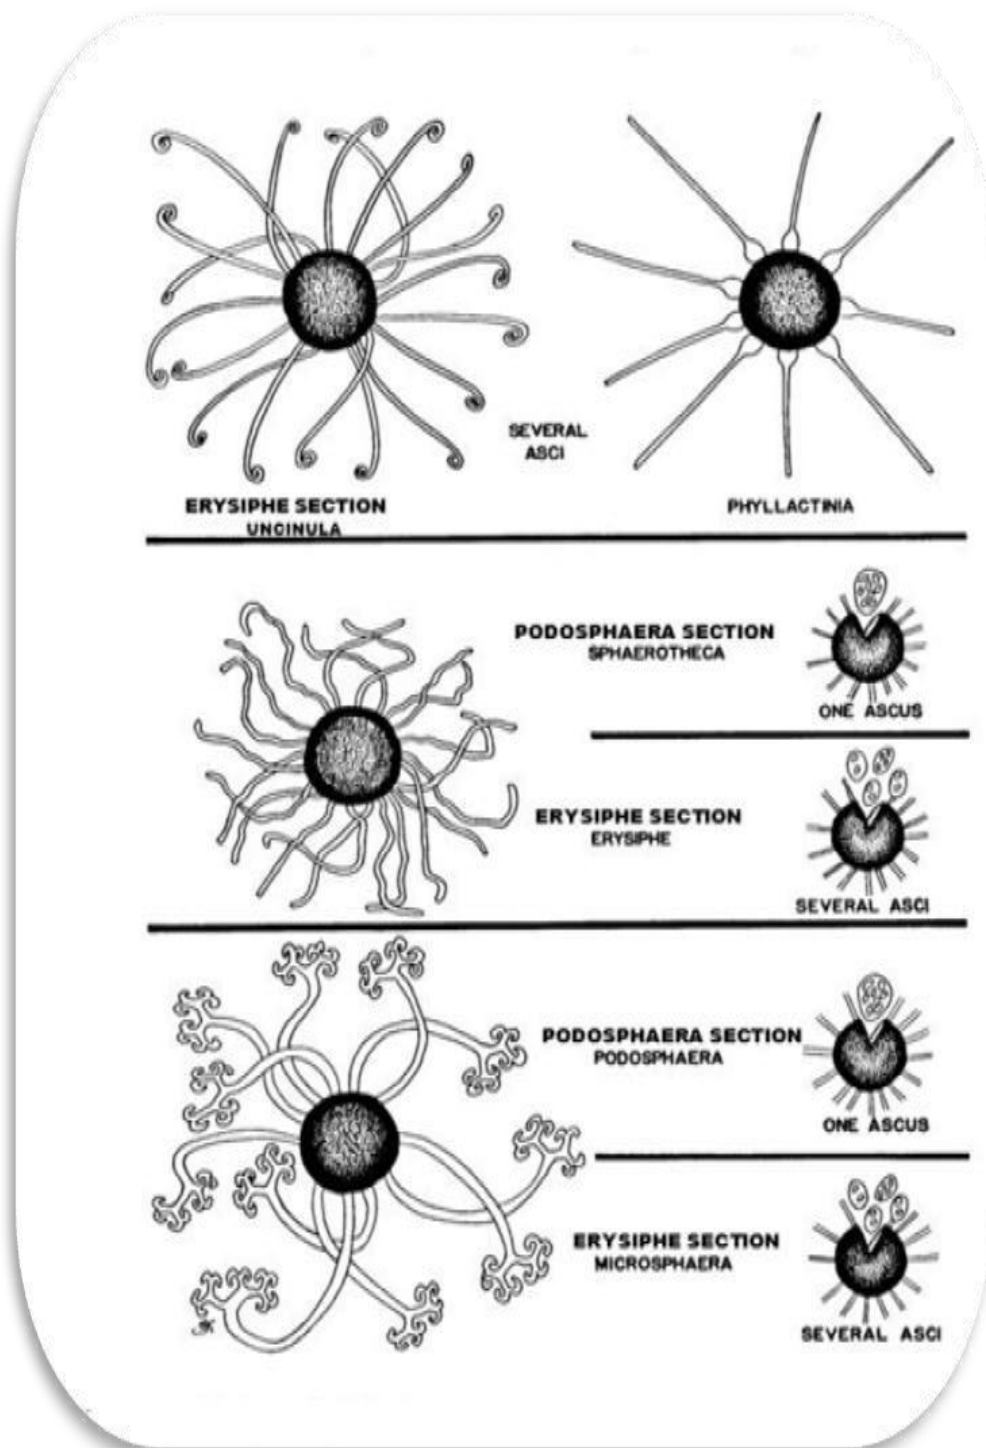 SEVERAL
ASCI
ERYSIPHE SECTION
UNCINULA
PHYLLACTINIA
PODOSPHAERA SECTION
SPHAEROTHECA
ONE ASCUS
ERYSIPHE SECTION
ERYSIPHE
SEVERAL ASCI
PODOSPHAERA SECTION
PODOSPHAERA
ONE ASCUS
ERYSIPHE SECTION
MICROSPHAERA
SEVERAL ASCI